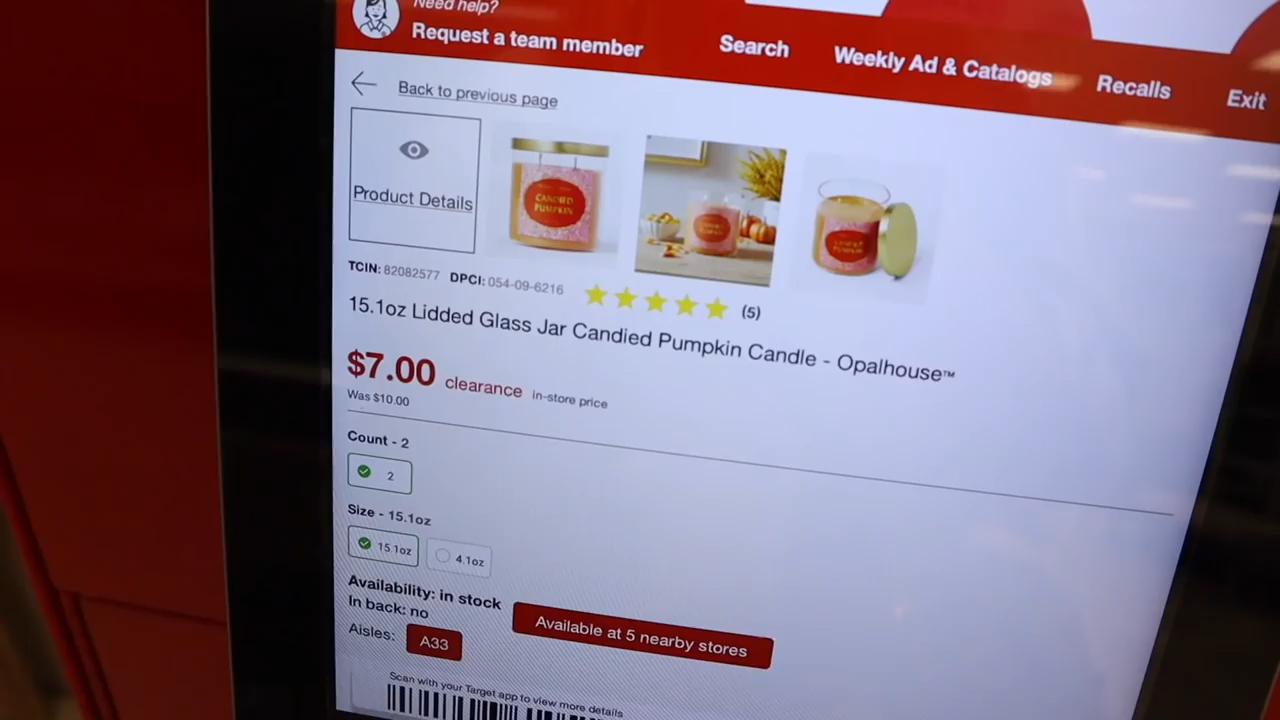 Need help?
Request a team member
Search
Weekly Ad & Catalogs
Recalls
Exit
Back to previous page
Product Details
CANDIED
PUMPKIN
TCIN: 82082577 DPCI: 054-09-6216
(5)
15.1oz Lidded Glass Jar Candied Pumpkin Candle - Opalhouse™
$7.00 clearance in-store price
Was $10.00
Count - 2
2
Size - 15.1oz
15.1oz
4.1oz
Availability: in stock
In back: no
Available at 5 nearby stores
Aisles: A33
Scan with your Target app to view more details